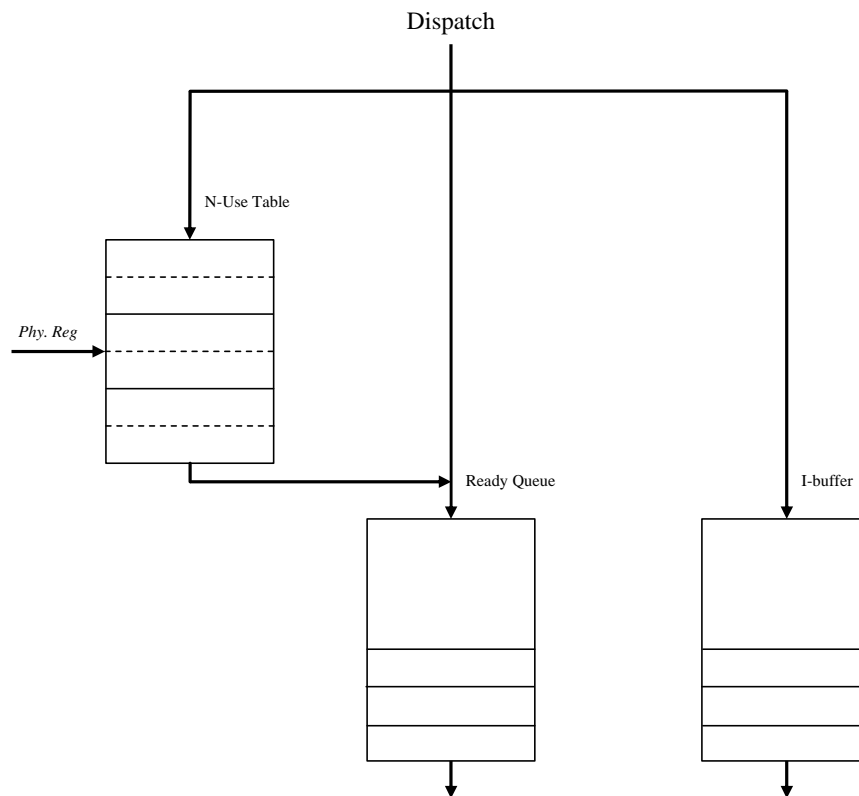 Dispatch
N-Use Table
Phy. Reg
Ready Queue
I-buffer